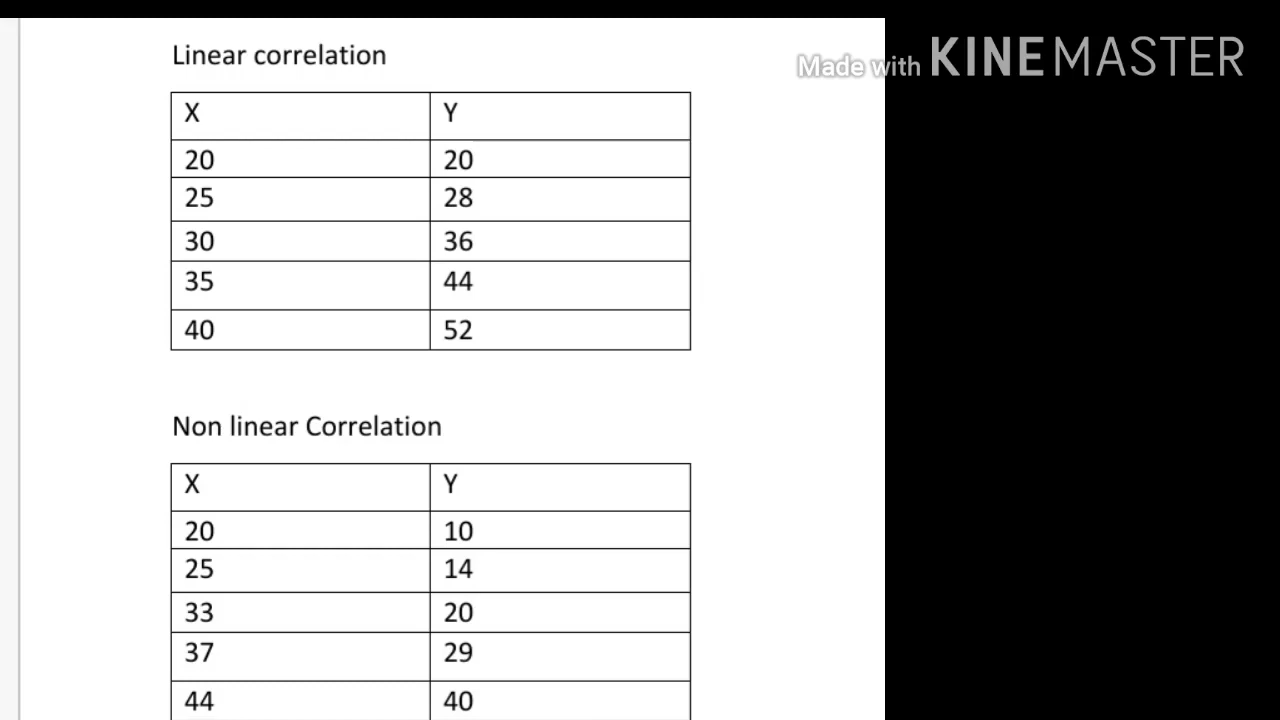 Linear correlation
Made with KINEMASTER
X Y
20 20
25 28
30 36
35 44
40 52
Non linear Correlation
X Y
20 10
25 14
33 20
37 29
44 40